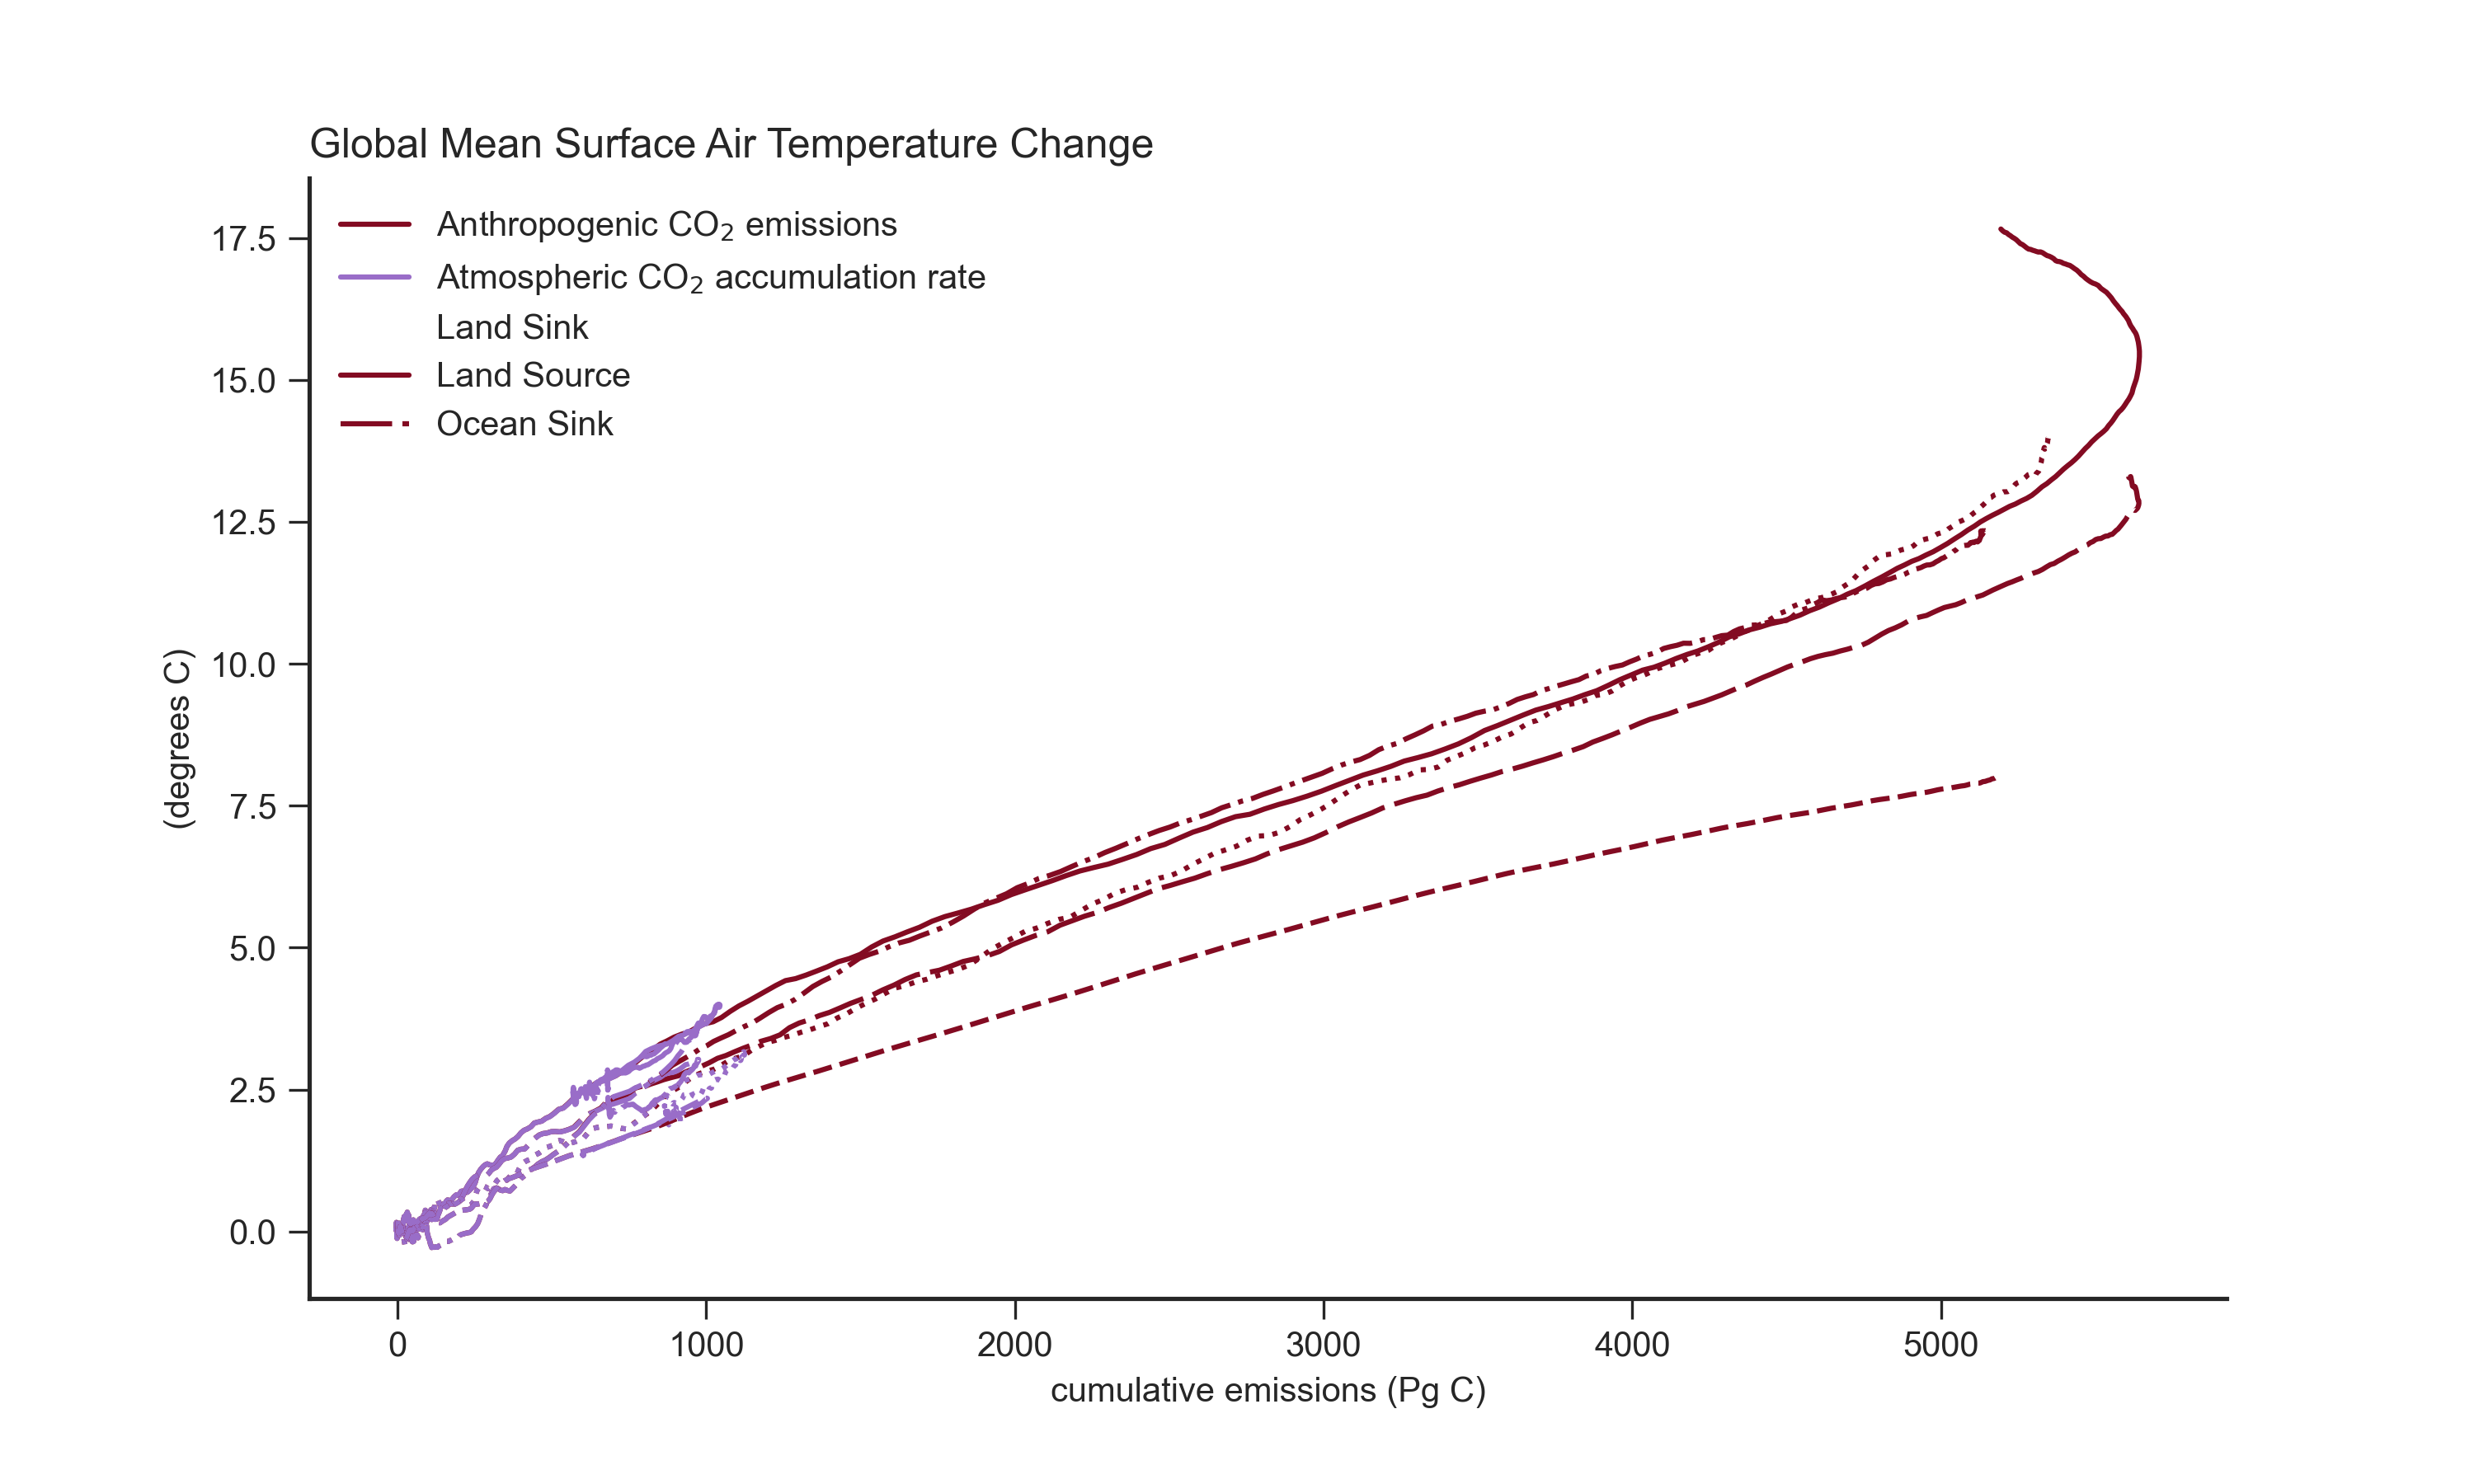 Global Mean Surface Air Temperature Change
Anthropogenic CO₂ emissions
Atmospheric CO₂ accumulation rate
Land Sink
Land Source
Ocean Sink
17.5
15.0
12.5
10.0
7.5
5.0
2.5
0.0
(degrees C)
0 1000 2000 3000 4000 5000
cumulative emissions (Pg C)